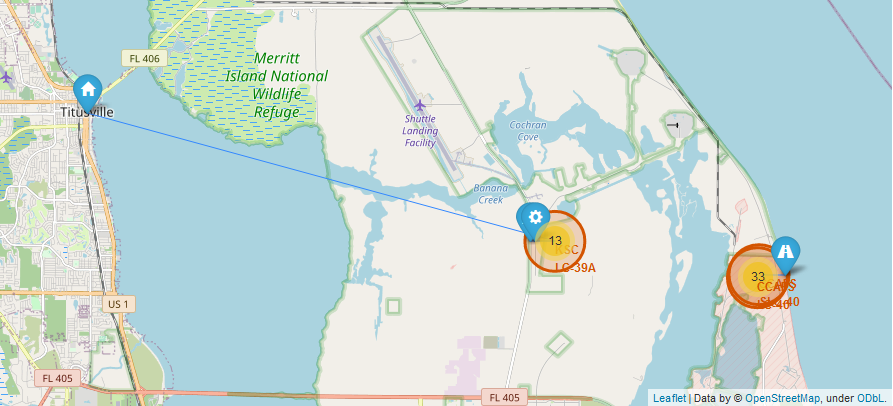 FL 406
Merritt
Island National
Wildlife
Refuge
Titusville
Shuttle
Landing
Facility
Cochran
Cove
Banana
Creek
13
KSC
LC-39A
33
CCAFS
SLC-40
US 1
FL 405
FL 405
Leaflet | Data by © OpenStreetMap, under ODbL.